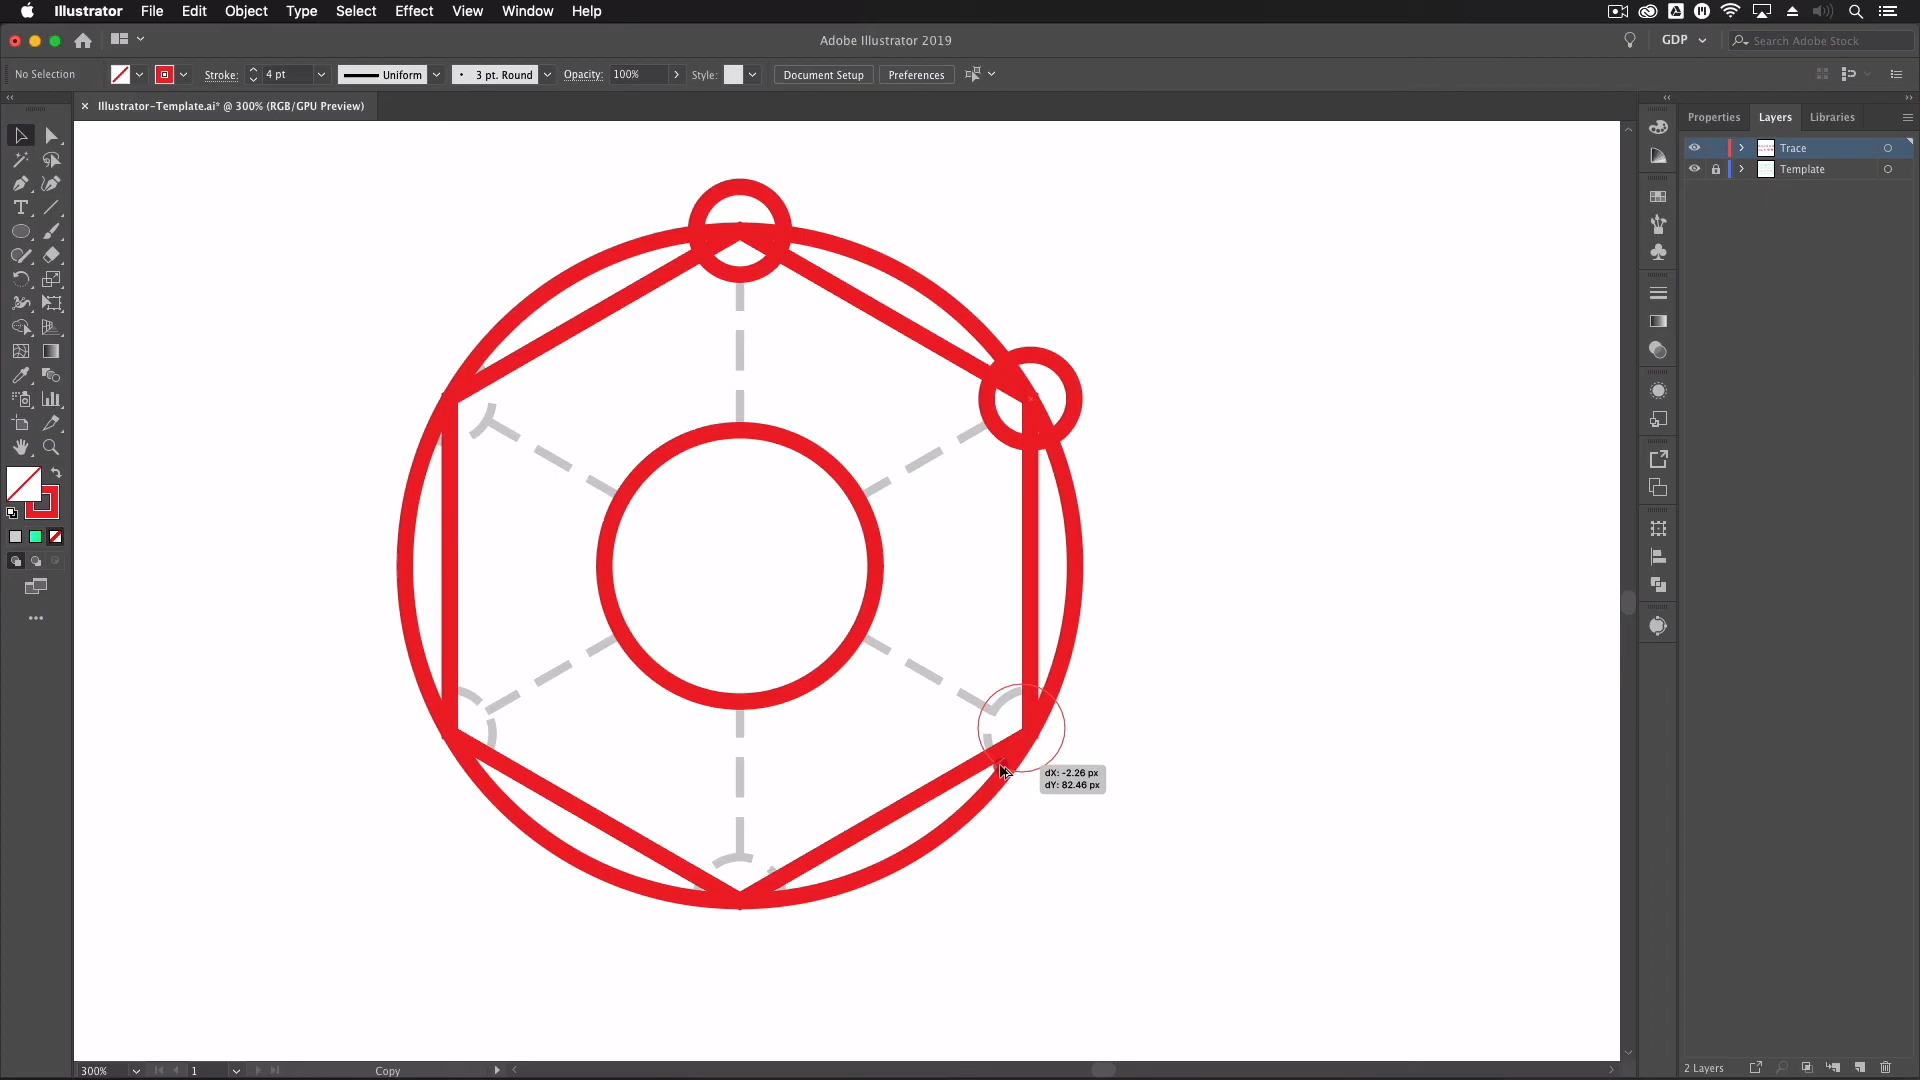 Illustrator File Edit Object Type Select Effect View Window Help
Adobe Illustrator 2019
GDP
Search Adobe Stock
No Selection
Stroke: 4 pt
Uniform
3 pt. Round
Opacity: 100%
Style:
Document Setup
Preferences
Illustrator-Template.ai* @ 300% (RGB/GPU Preview)
Properties Layers Libraries
Trace
Template
dX: -2.26 px
dY: 82.46 px
300%
1
Copy
2 Layers